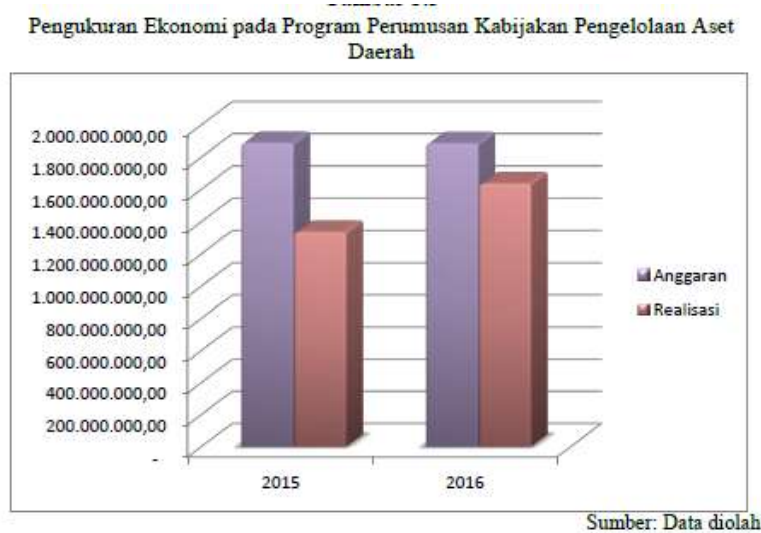 Pengukuran Ekonomi pada Program Perumusan Kabijakan Pengelolaan Aset
Daerah
2.000.000.000,00
1.800.000.000,00
1.600.000.000,00
1.400.000.000,00
1.200.000.000,00
1.000.000.000,00
800.000.000,00
600.000.000,00
400.000.000,00
200.000.000,00
-
2015
2016
Anggaran
Realisasi
Sumber: Data diolah